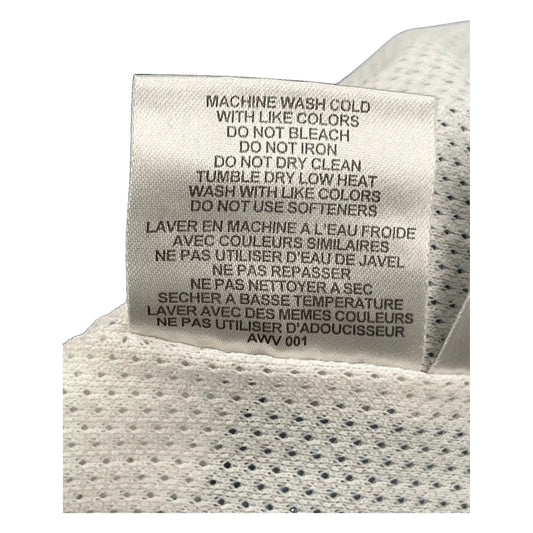 MACHINE WASH COLD
WITH LIKE COLORS
DO NOT BLEACH
DO NOT IRON
DO NOT DRY CLEAN
TUMBLE DRY LOW HEAT
WASH WITH LIKE COLORS
DO NOT USE SOFTENERS
LAVER EN MACHINE A L'EAU FROIDE
AVEC COULEURS SIMILAIRES
NE PAS UTILISER D'EAU DE JAVEL
NE PAS REPASSER
NE PAS NETTOYER A SEC
SECHER A BASSE TEMPERATURE
LAVER AVEC DES MEMES COULEURS
NE PAS UTILISER D'ADOUCISSEUR
AWV 001